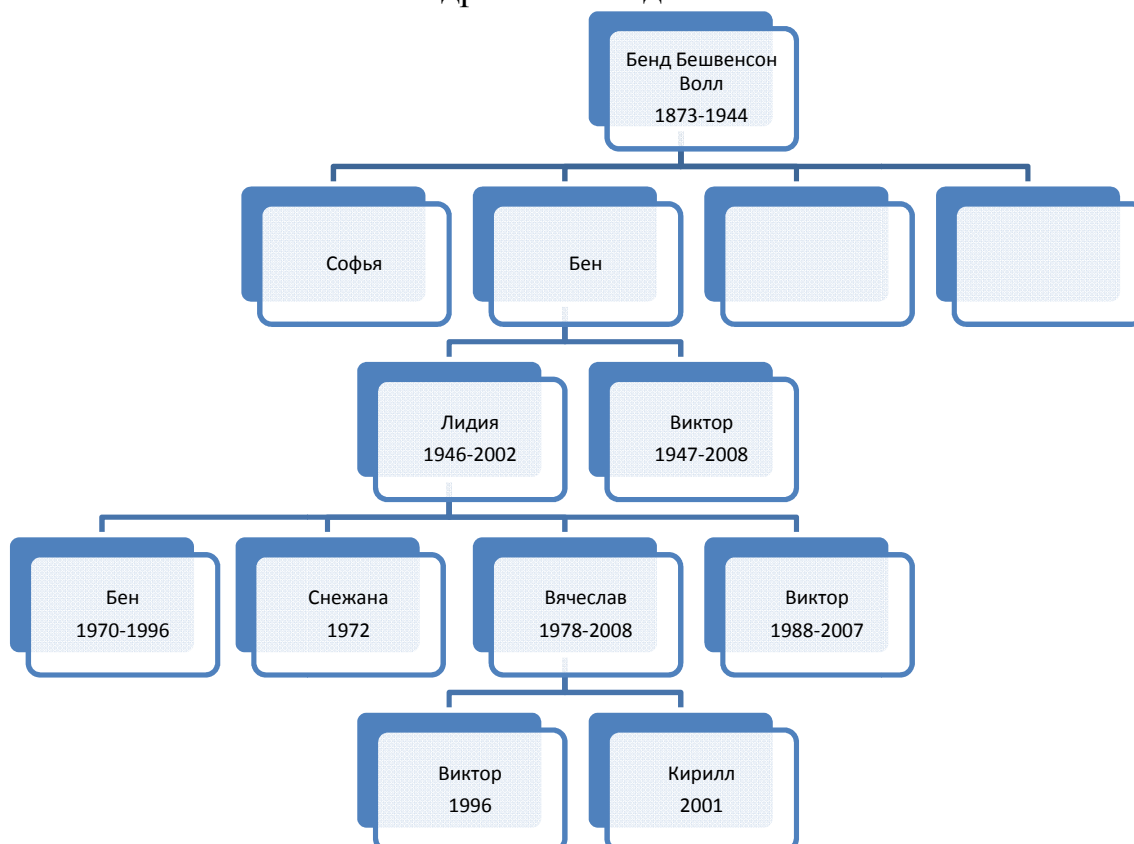 Бенд Бешвенсон
Волл
1873-1944
Софья
Бен
Лидия
1946-2002
Виктор
1947-2008
Бен
1970-1996
Снежана
1972
Вячеслав
1978-2008
Виктор
1988-2007
Виктор
1996
Кирилл
2001